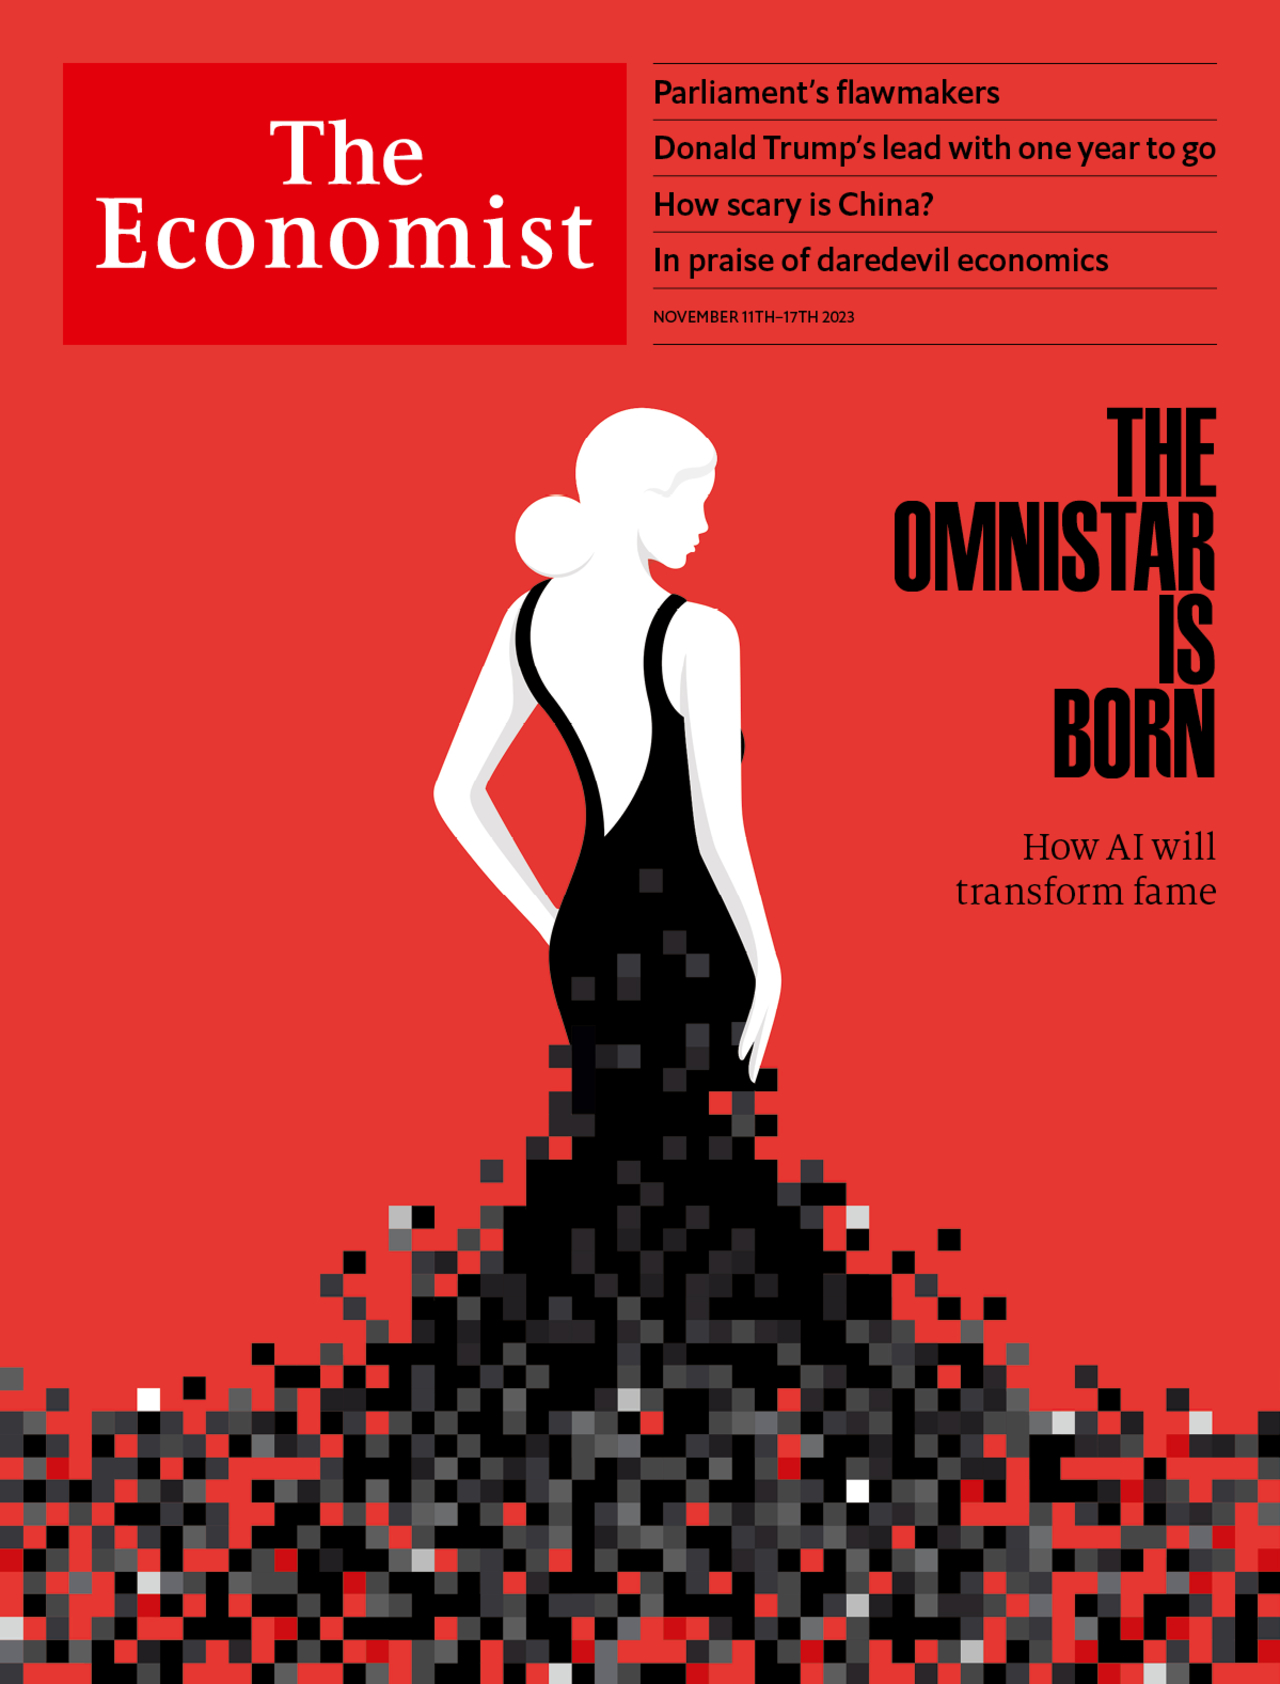 The
Economist
Parliament’s flawmakers
Donald Trump’s lead with one year to go
How scary is China?
In praise of daredevil economics
NOVEMBER 11TH–17TH 2023
THE
OMNISTAR
IS
BORN
How AI will
transform fame